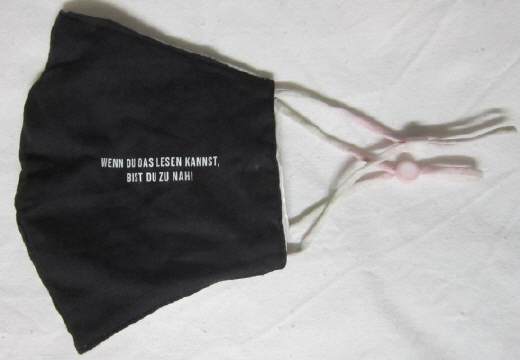 WENN DU DAS LESEN KANNST,
BIST DU ZU NAH!